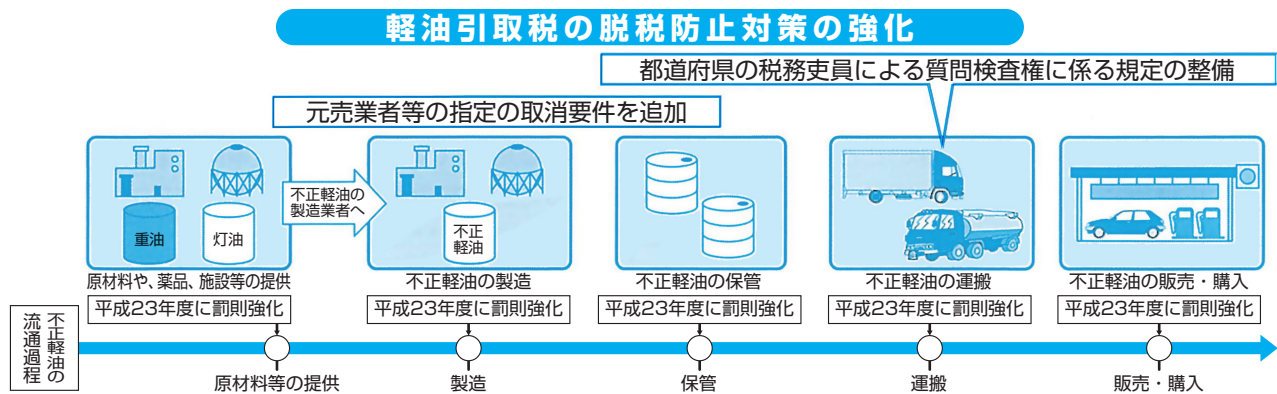 軽油引取税の脱税防止対策の強化
都道府県の税務吏員による質問検査権に係る規定の整備
元売業者等の指定の取消要件を追加
重油
灯油
不正軽油の
製造業者へ
不正
軽油
原材料や、薬品、施設等の提供
不正軽油の製造
不正軽油の保管
不正軽油の運搬
不正軽油の販売・購入
平成23年度に罰則強化
平成23年度に罰則強化
平成23年度に罰則強化
平成23年度に罰則強化
平成23年度に罰則強化
不正軽油の
流通過程
原材料等の提供
製造
保管
運搬
販売・購入